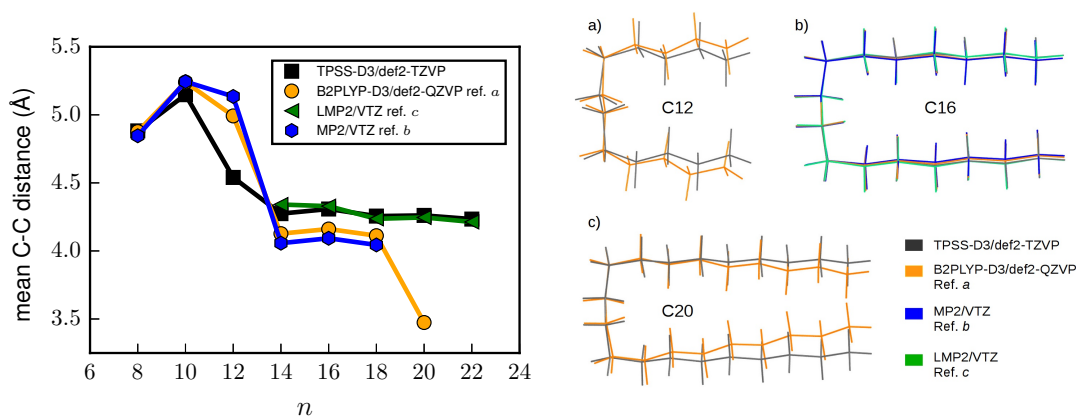 mean C-C distance (Å)
5.5
5.0
4.5
4.0
3.5
6 8 10 12 14 16 18 20 22 24
n
TPSS-D3/def2-TZVP
B2PLYP-D3/def2-QZVP ref. a
LMP2/VTZ ref. c
MP2/VTZ ref. b
a)
C12
b)
C16
c)
C20
TPSS-D3/def2-TZVP
B2PLYP-D3/def2-QZVP
Ref. a
MP2/VTZ
Ref. b
LMP2/VTZ
Ref. c